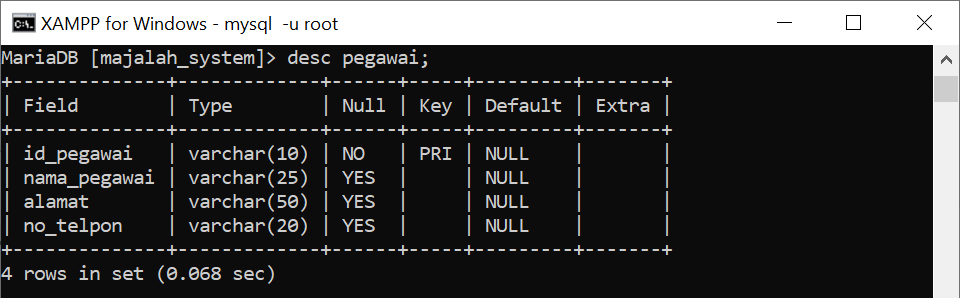 XAMPP for Windows - mysql  -u root
MariaDB [majalah_system]> desc pegawai;
+--------------+-------------+------+-----+---------+-------+
| Field        | Type        | Null | Key | Default | Extra |
+--------------+-------------+------+-----+---------+-------+
| id_pegawai   | varchar(10) | NO   | PRI | NULL    |       |
| nama_pegawai | varchar(25) | YES  |     | NULL    |       |
| alamat       | varchar(50) | YES  |     | NULL    |       |
| no_telpon    | varchar(20) | YES  |     | NULL    |       |
+--------------+-------------+------+-----+---------+-------+
4 rows in set (0.068 sec)